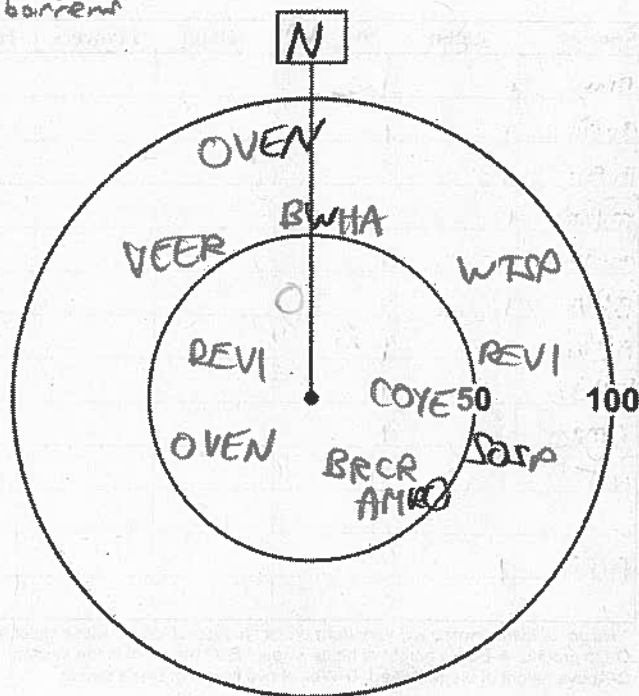 barrens
N
OVEN
BWHA
VEER
WTSP
REVI
REVI
COYE 50
100
OVEN
SOSP
BRCR
AMRO